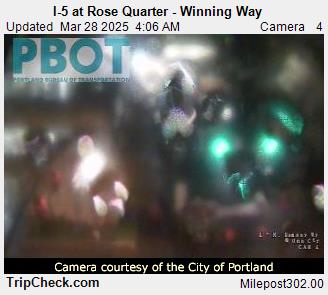 I-5 at Rose Quarter - Winning Way
Updated Mar 28 2025 4:06 AM Camera 4
PBOT
PORTLAND BUREAU OF TRANSPORTATION
Camera courtesy of the City of Portland
TripCheck.com Milepost302.00